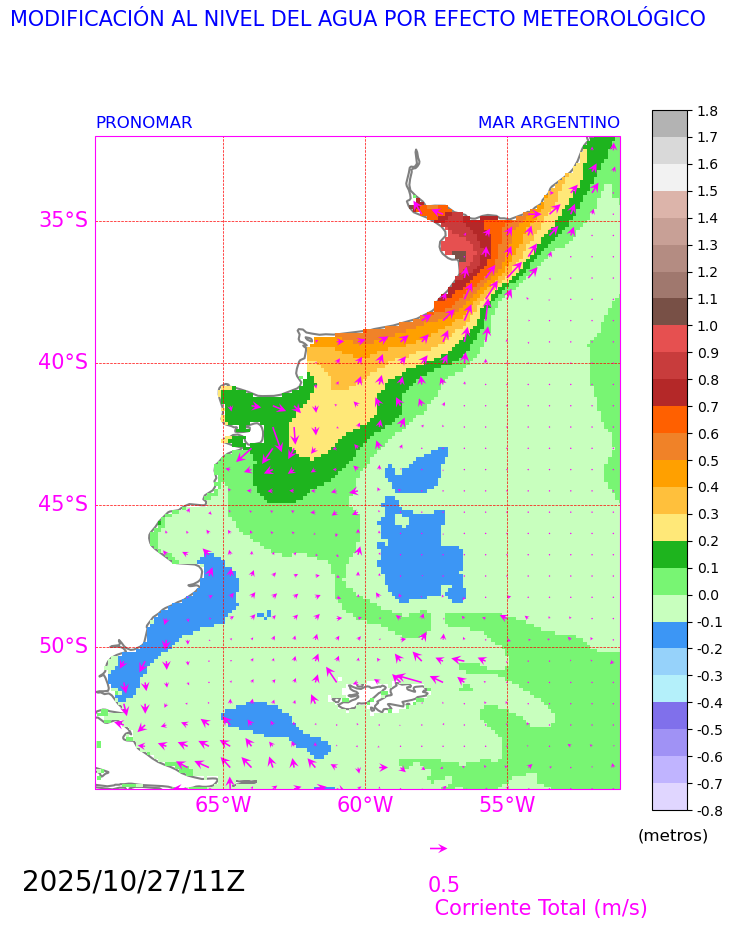 MODIFICACIÓN AL NIVEL DEL AGUA POR EFECTO METEOROLÓGICO
PRONOMAR MAR ARGENTINO
35°S
40°S
45°S
50°S
65°W 60°W 55°W
1.8
1.7
1.6
1.5
1.4
1.3
1.2
1.1
1.0
0.9
0.8
0.7
0.6
0.5
0.4
0.3
0.2
0.1
0.0
-0.1
-0.2
-0.3
-0.4
-0.5
-0.6
-0.7
-0.8
(metros)
2025/10/27/11Z
0.5
Corriente Total (m/s)